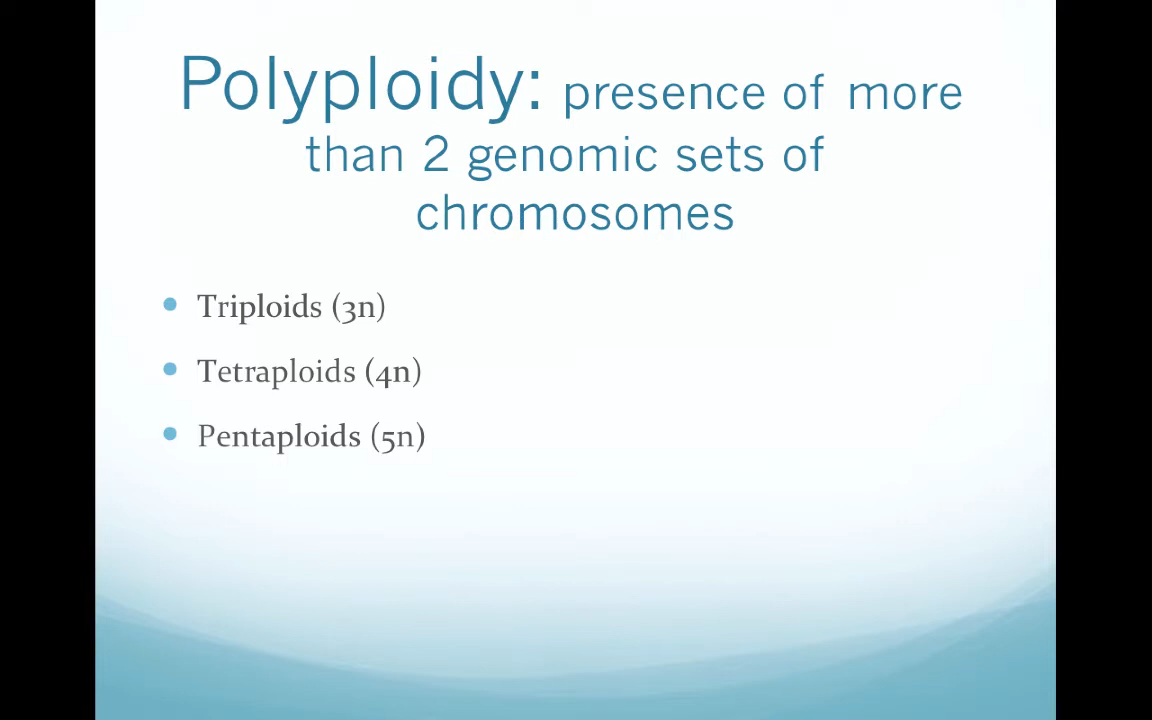 Polyploidy: presence of more
than 2 genomic sets of
chromosomes
• Triploids (3n)
• Tetraploids (4n)
• Pentaploids (5n)